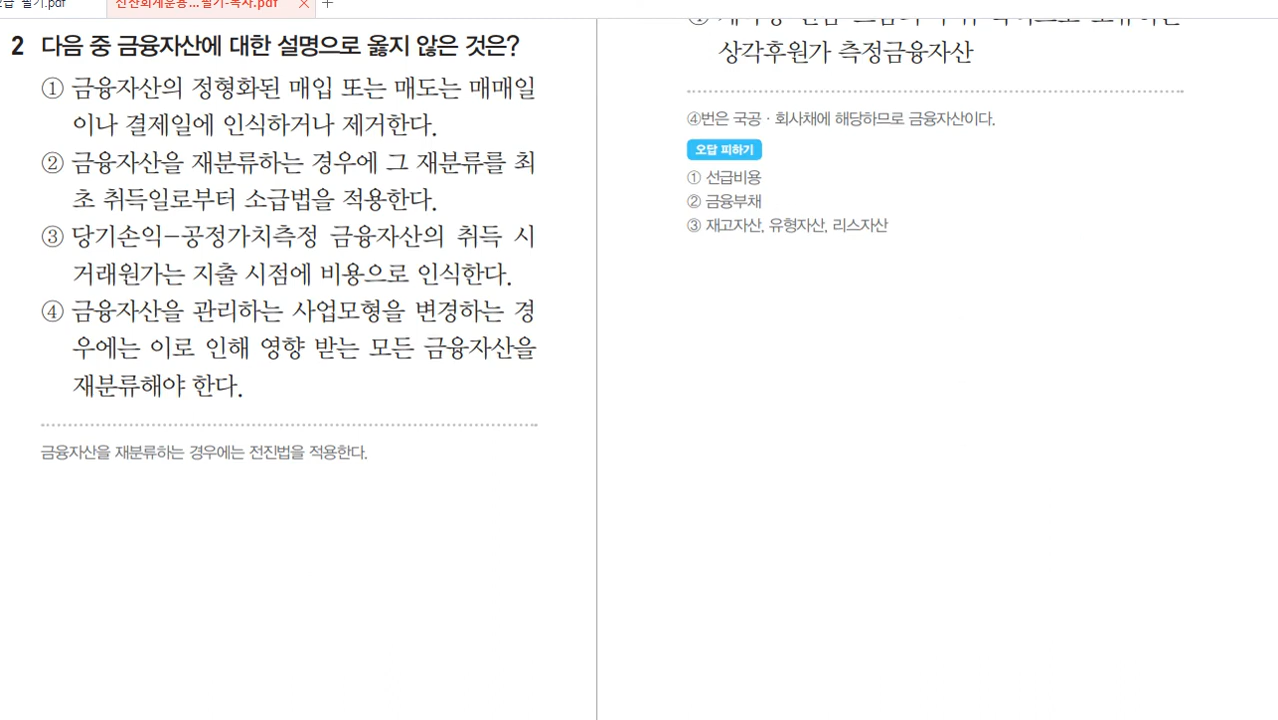 필기.pdf
필기-복사.pdf
2 다음 중 금융자산에 대한 설명으로 옳지 않은 것은?
① 금융자산의 정형화된 매입 또는 매도는 매매일
이나 결제일에 인식하거나 제거한다.
② 금융자산을 재분류하는 경우에 그 재분류를 최
초 취득일로부터 소급법을 적용한다.
③ 당기손익-공정가치측정 금융자산의 취득 시
거래원가는 지출 시점에 비용으로 인식한다.
④ 금융자산을 관리하는 사업모형을 변경하는 경
우에는 이로 인해 영향 받는 모든 금융자산을
재분류해야 한다.
금융자산을 재분류하는 경우에는 전진법을 적용한다.
상각후원가 측정금융자산
④번은 국공·회사채에 해당하므로 금융자산이다.
오답 피하기
① 선급비용
② 금융부채
③ 재고자산, 유형자산, 리스자산